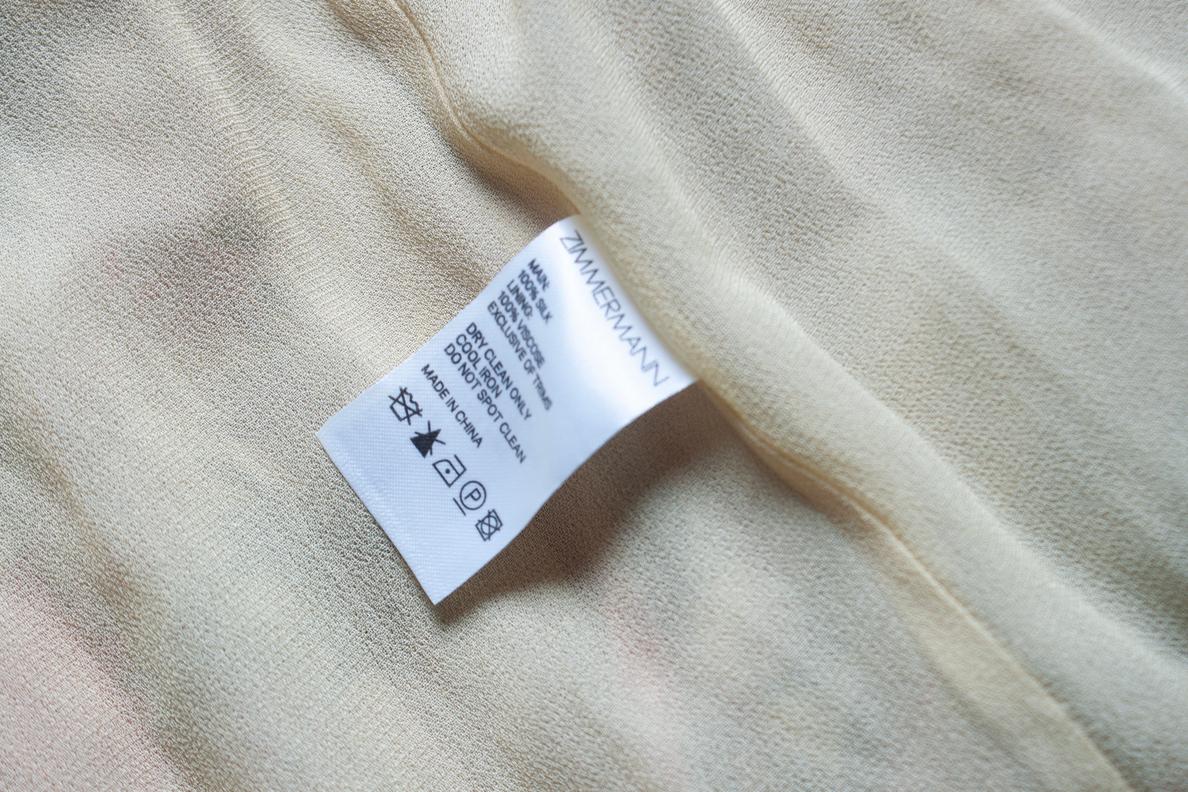 ZIMMERMANN
MAIN:
100% SILK
LINING:
100% VISCOSE
EXCLUSIVE OF TRIMS
DRY CLEAN ONLY
COOL IRON
DO NOT SPOT CLEAN
MADE IN CHINA
P